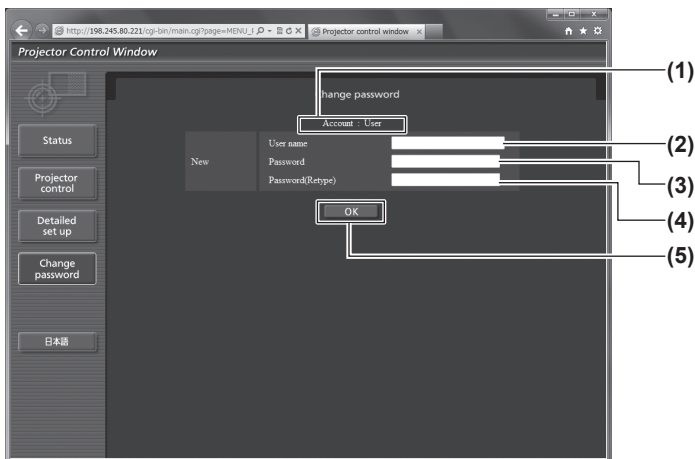 http://198.245.80.221/cgi-bin/main.cgi?page=MENU_
Projector control window
Projector Control Window
(1)
hange password
Account : User
Status
User name
(2)
New
Password
(3)
Projector
control
Password(Retype)
(4)
OK
Detailed
set up
(5)
Change
password
日本語